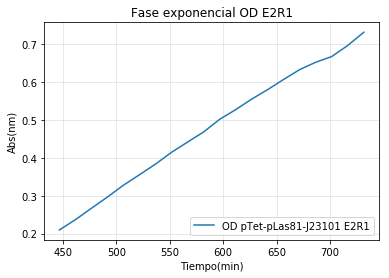 Fase exponencial OD E2R1
Abs(nm)
0.7
0.6
0.5
0.4
0.3
0.2
OD pTet-pLas81-J23101 E2R1
450 500 550 600 650 700
Tiempo(min)